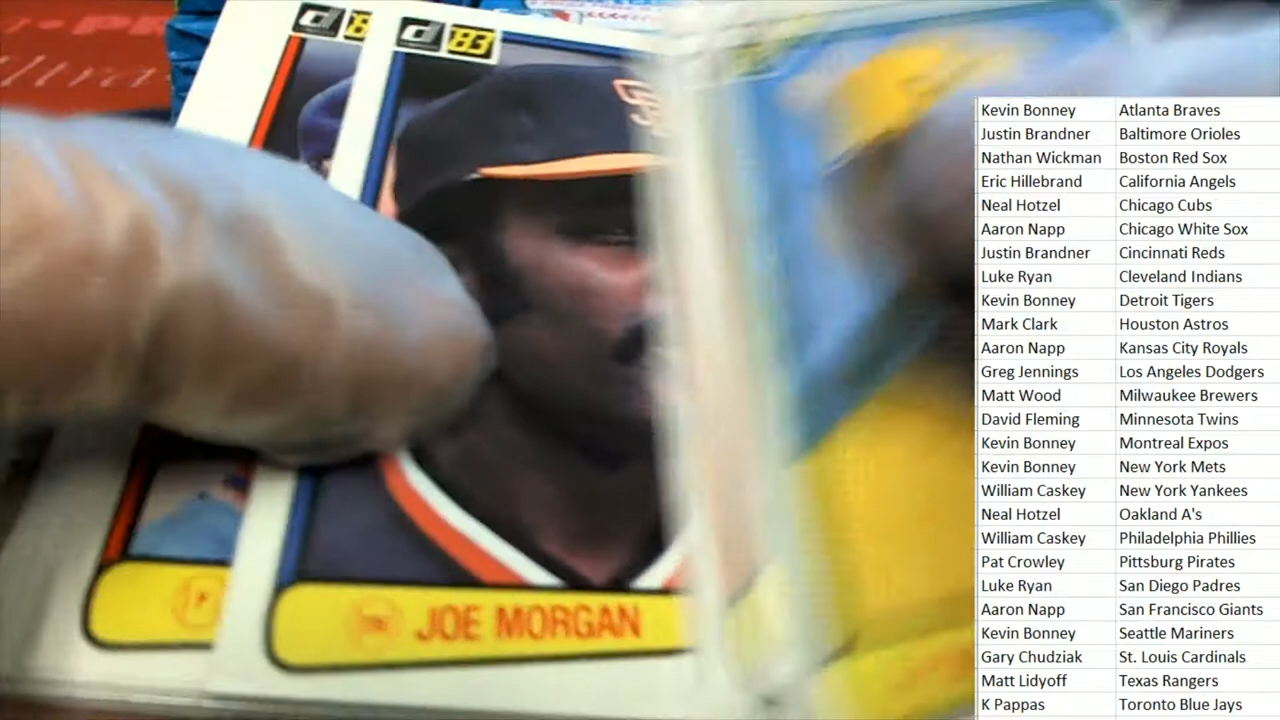 d 8
d '83
SF
JOE MORGAN
Kevin Bonney Atlanta Braves
Justin Brandner Baltimore Orioles
Nathan Wickman Boston Red Sox
Eric Hillebrand California Angels
Neal Hotzel Chicago Cubs
Aaron Napp Chicago White Sox
Justin Brandner Cincinnati Reds
Luke Ryan Cleveland Indians
Kevin Bonney Detroit Tigers
Mark Clark Houston Astros
Aaron Napp Kansas City Royals
Greg Jennings Los Angeles Dodgers
Matt Wood Milwaukee Brewers
David Fleming Minnesota Twins
Kevin Bonney Montreal Expos
Kevin Bonney New York Mets
William Caskey New York Yankees
Neal Hotzel Oakland A's
William Caskey Philadelphia Phillies
Pat Crowley Pittsburg Pirates
Luke Ryan San Diego Padres
Aaron Napp San Francisco Giants
Kevin Bonney Seattle Mariners
Gary Chudziak St. Louis Cardinals
Matt Lidyoff Texas Rangers
K Pappas Toronto Blue Jays